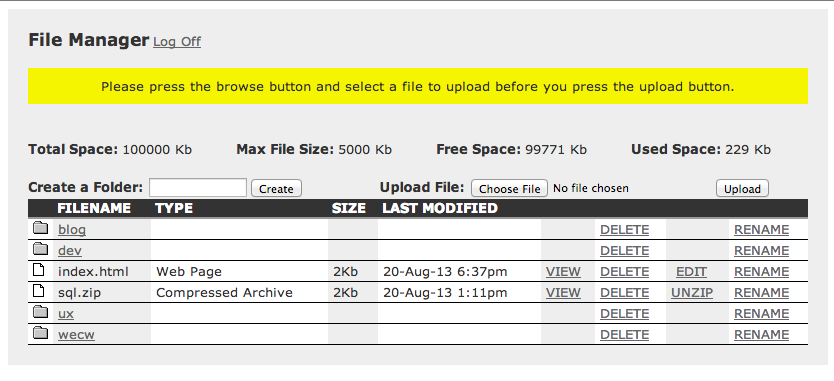 File Manager Log Off
Please press the browse button and select a file to upload before you press the upload button.
Total Space: 100000 Kb Max File Size: 5000 Kb Free Space: 99771 Kb Used Space: 229 Kb
Create a Folder: Create Upload File: Choose File No file chosen Upload
FILENAME TYPE SIZE LAST MODIFIED
blog DELETE RENAME
dev DELETE RENAME
index.html Web Page 2Kb 20-Aug-13 6:37pm VIEW DELETE EDIT RENAME
sql.zip Compressed Archive 2Kb 20-Aug-13 1:11pm VIEW DELETE UNZIP RENAME
ux DELETE RENAME
wecw DELETE RENAME